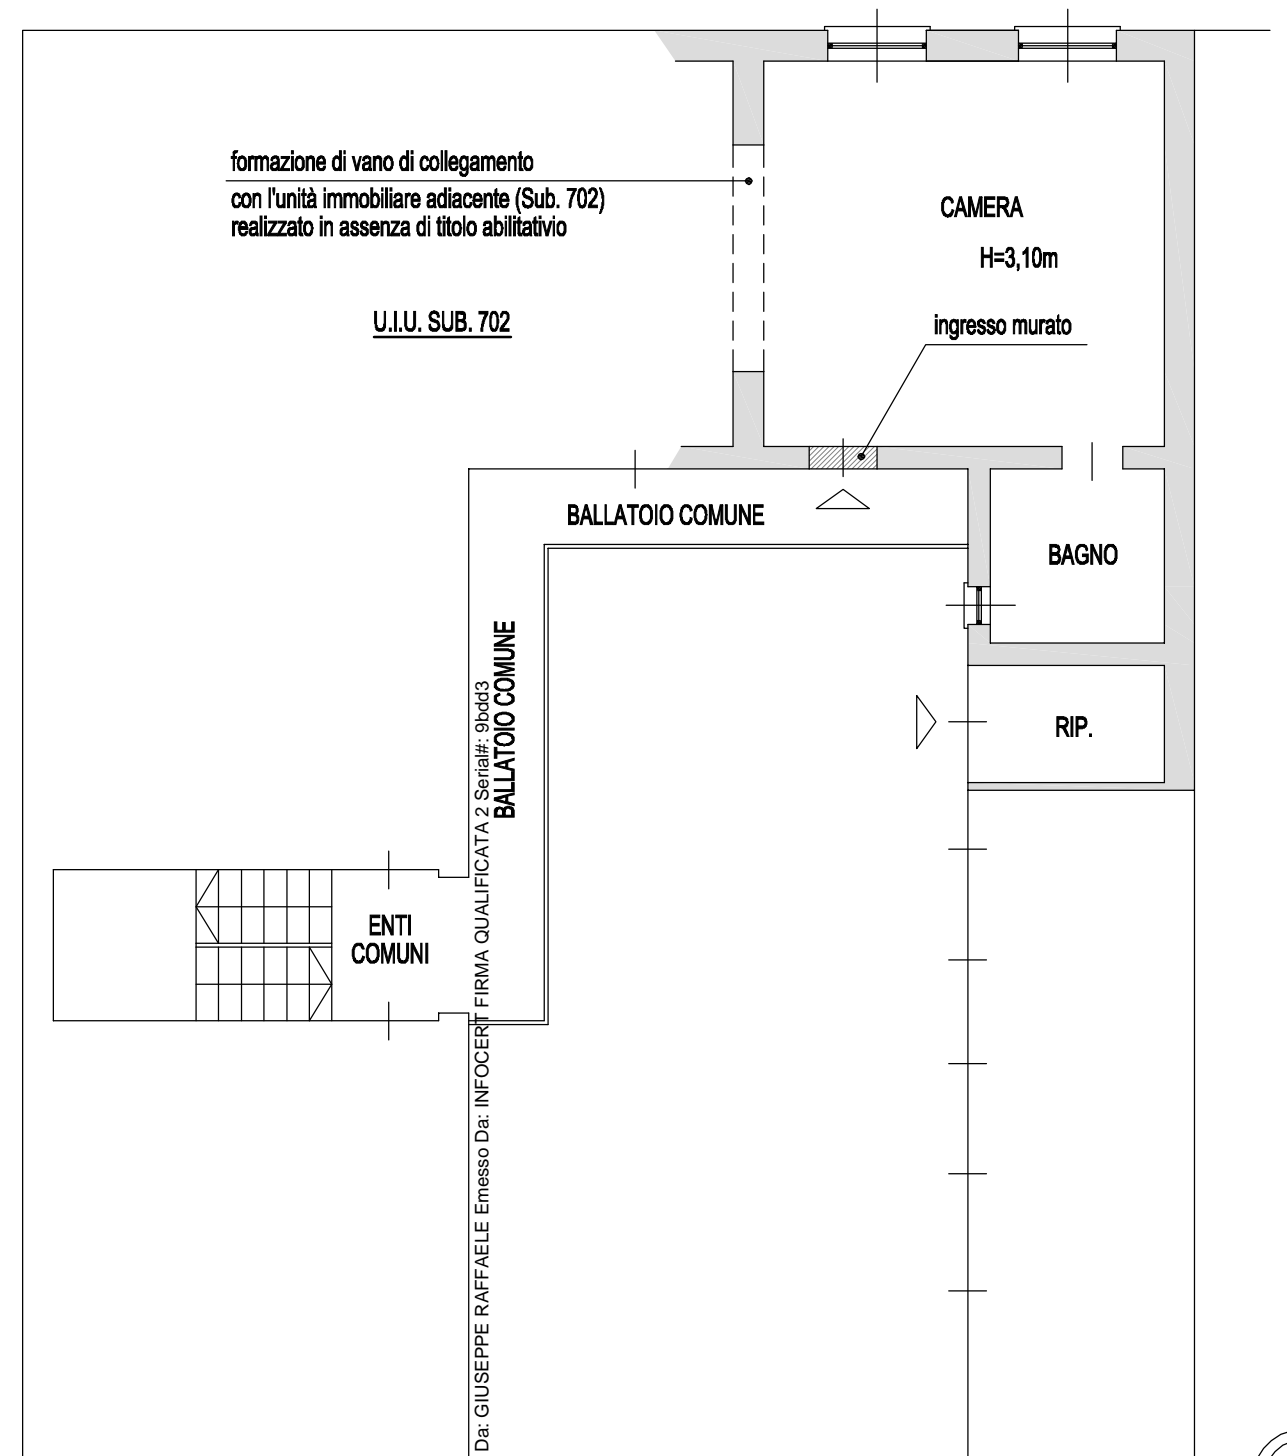 formazione di vano di collegamento
con l'unità immobiliare adiacente (Sub. 702)
realizzato in assenza di titolo abilitativio
CAMERA
H=3,10m
U.I.U. SUB. 702
ingresso murato
BALLATOIO COMUNE
BAGNO
BALLATOIO COMUNE
RIP.
ENTI
COMUNI
Da: GIUSEPPE RAFFAELE Emesso Da: INFOCERT FIRMA QUALIFICATA 2 Serial#: 9bdd3